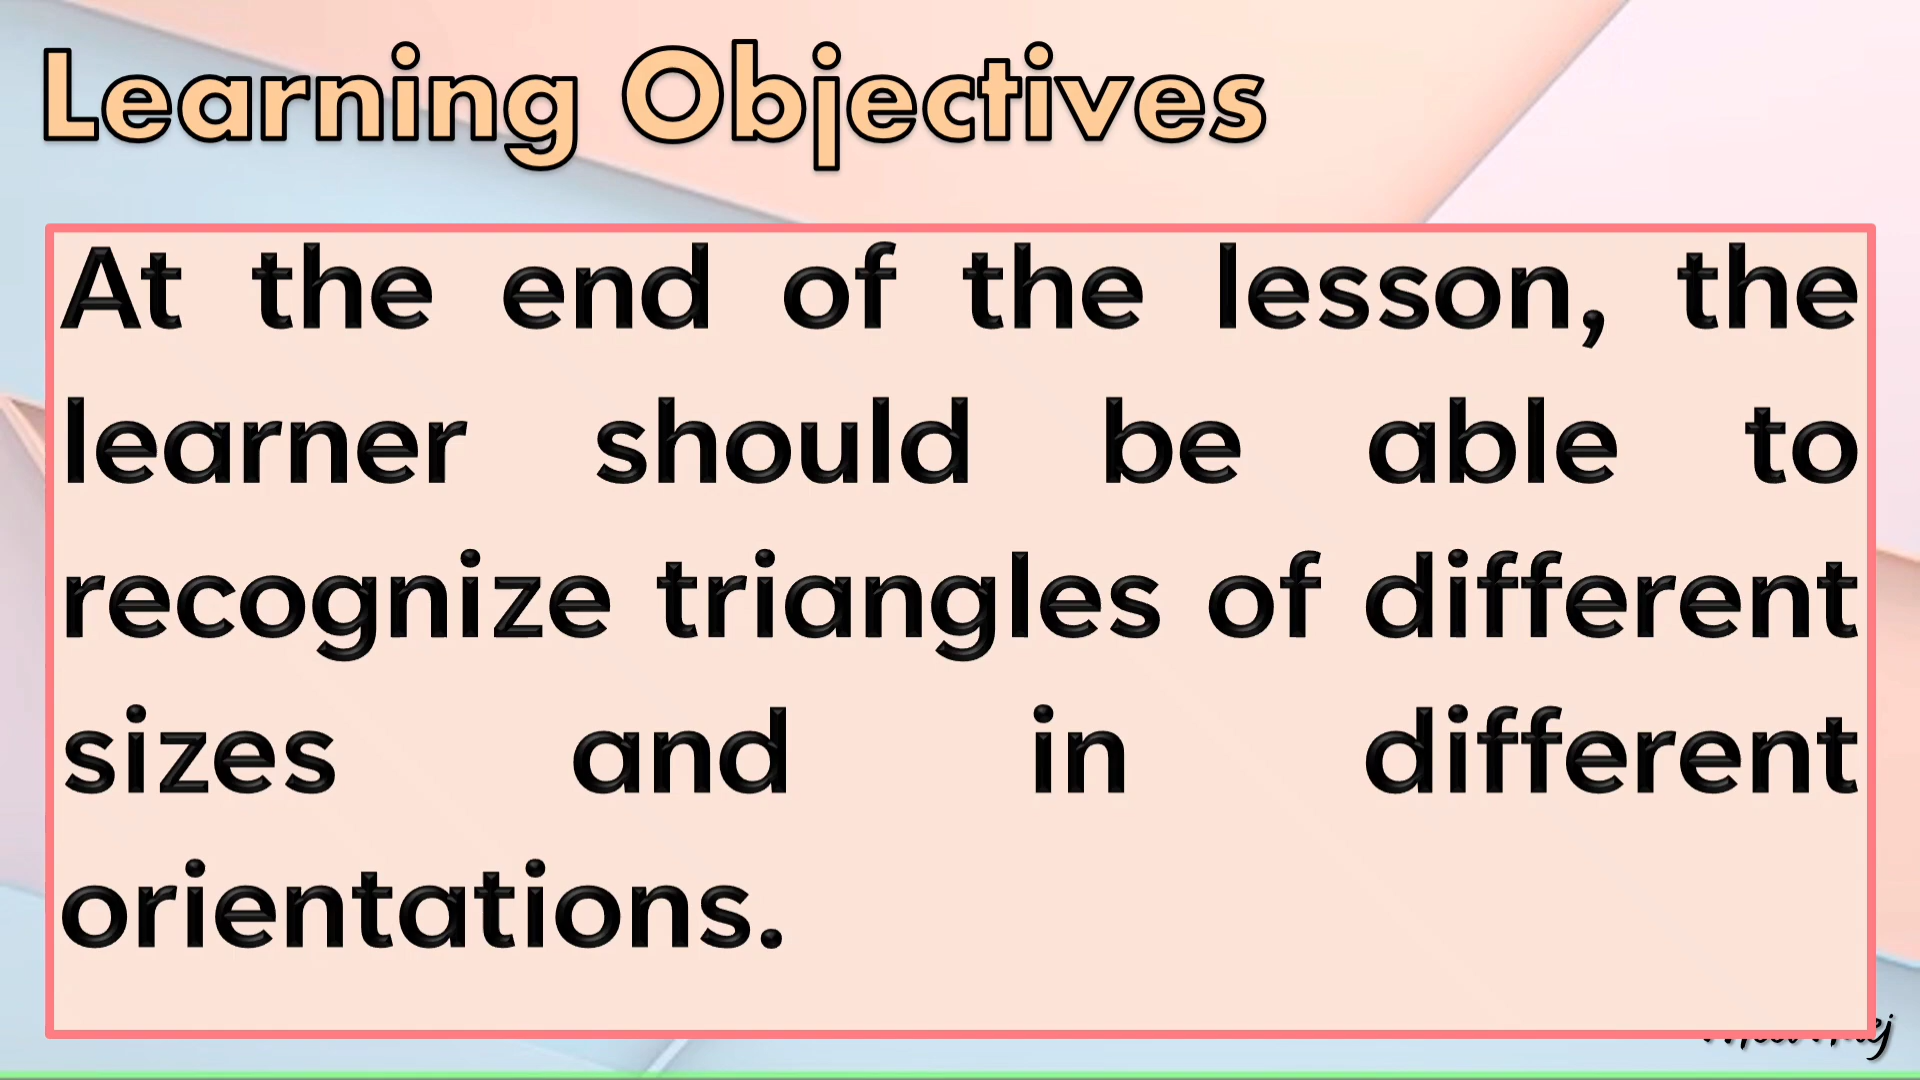 Learning Objectives
At the end of the lesson, the
learner should be able to
recognize triangles of different
sizes and in different
orientations.